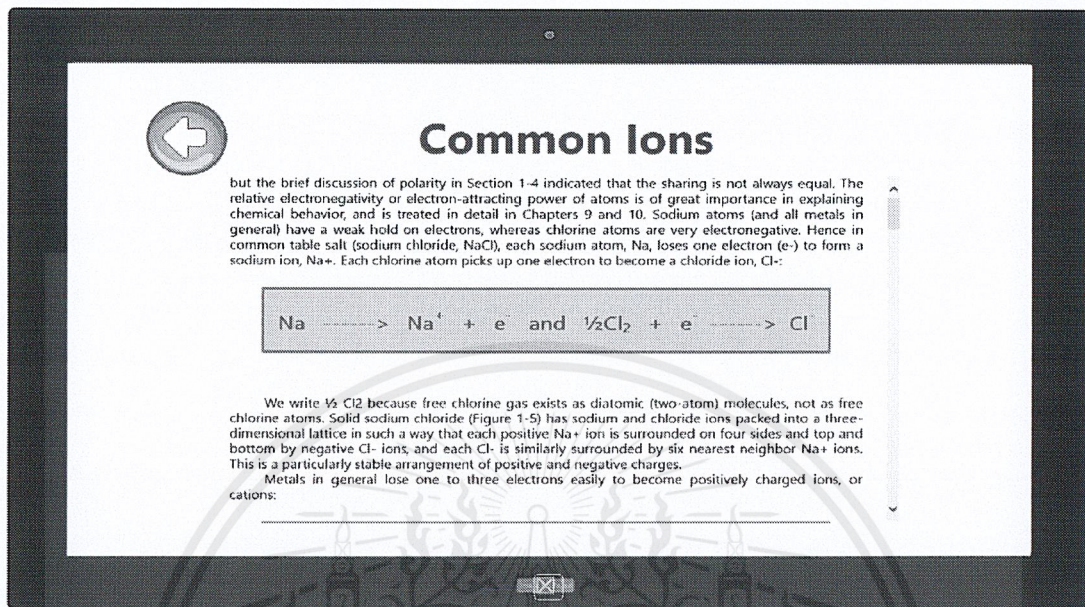 Common Ions
but the brief discussion of polarity in Section 1-4 indicated that the sharing is not always equal. The
relative electronegativity or electron-attracting power of atoms is of great importance in explaining
chemical behavior, and is treated in detail in Chapters 9 and 10. Sodium atoms (and all metals in
general) have a weak hold on electrons, whereas chlorine atoms are very electronegative. Hence in
common table salt (sodium chloride, NaCl), each sodium atom, Na, loses one electron (e-) to form a
sodium ion, Na+. Each chlorine atom picks up one electron to become a chloride ion, Cl-:
Na -------> Na⁺ + e⁻ and ½Cl₂ + e⁻ -------> Cl⁻
We write ½ Cl2 because free chlorine gas exists as diatomic (two-atom) molecules, not as free
chlorine atoms. Solid sodium chloride (Figure 1-5) has sodium and chloride ions packed into a three-
dimensional lattice in such a way that each positive Na+ ion is surrounded on four sides and top and
bottom by negative Cl- ions, and each Cl- is similarly surrounded by six nearest neighbor Na+ ions.
This is a particularly stable arrangement of positive and negative charges.
Metals in general lose one to three electrons easily to become positively charged ions, or
cations: